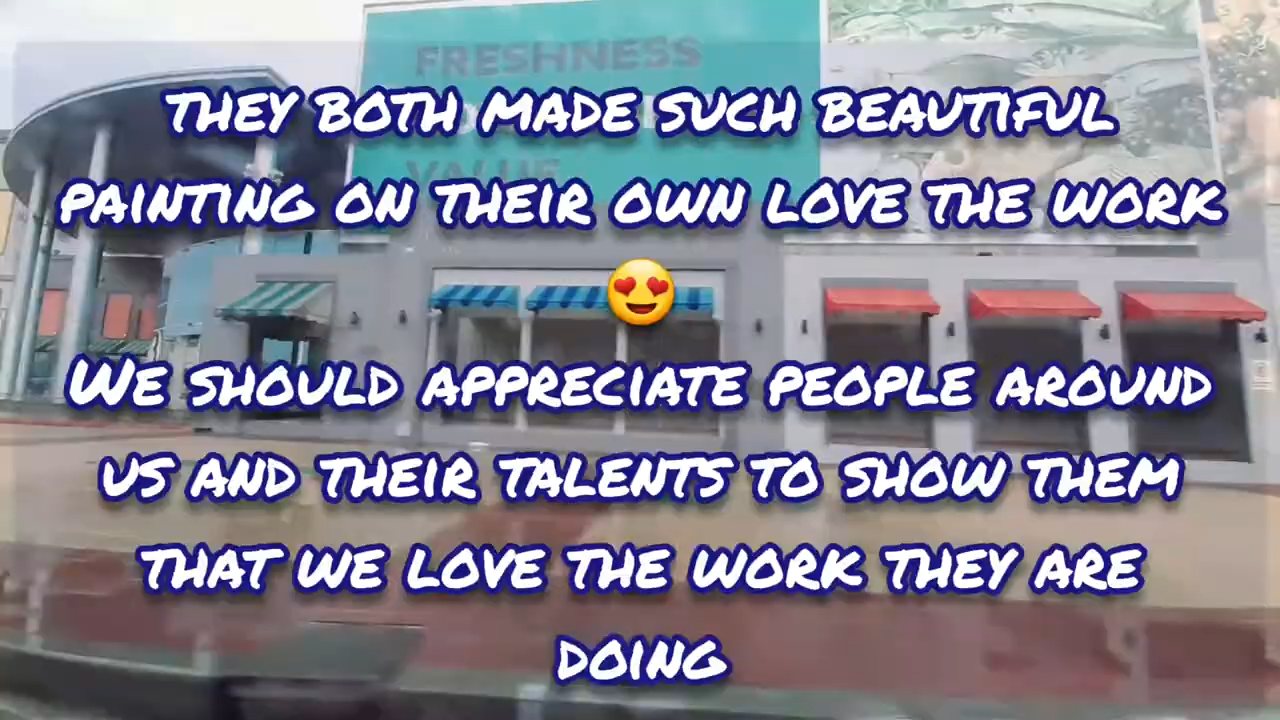 FRESHNESS
VALUE
THEY BOTH MADE SUCH BEAUTIFUL
PAINTING ON THEIR OWN LOVE THE WORK
😍
WE SHOULD APPRECIATE PEOPLE AROUND
US AND THEIR TALENTS TO SHOW THEM
THAT WE LOVE THE WORK THEY ARE
DOING